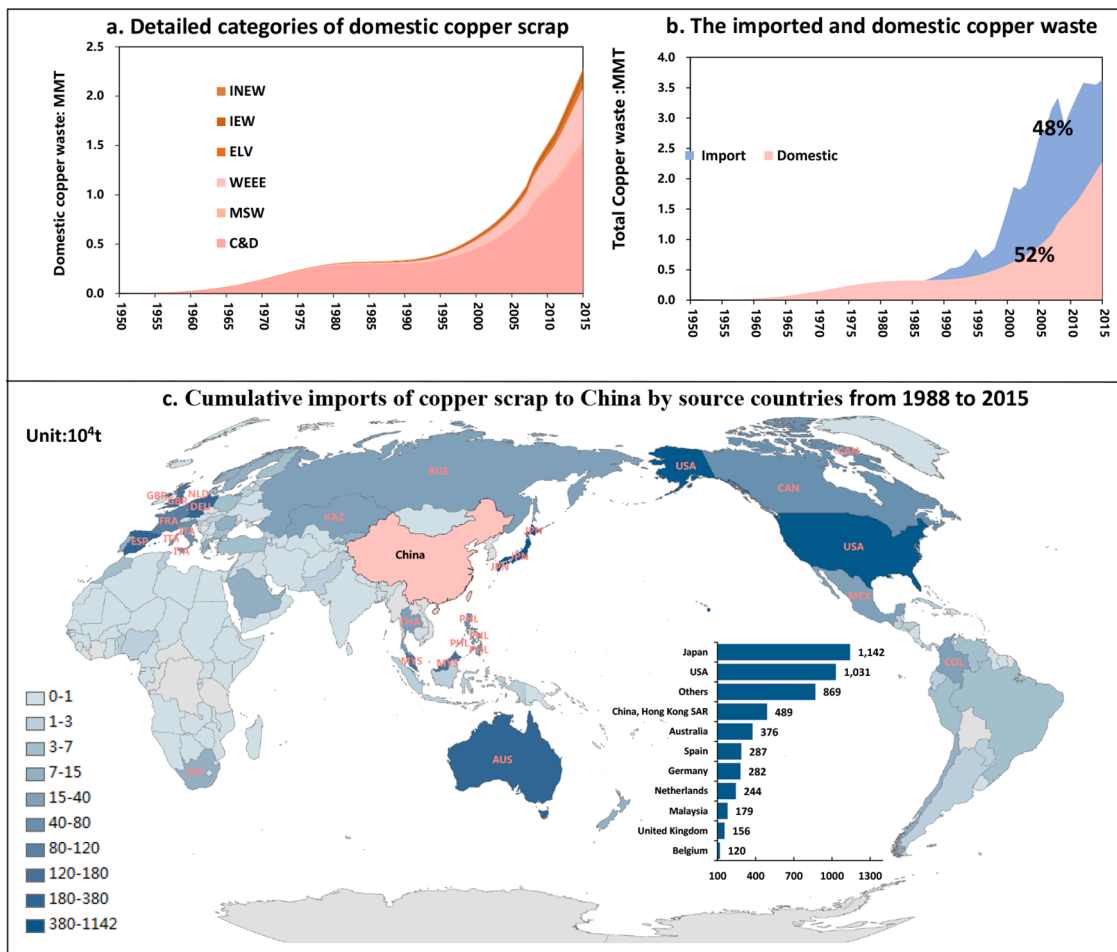 a. Detailed categories of domestic copper scrap
Domestic copper waste: MMT
2.5
2.0
1.5
1.0
0.5
0.0
INEW
IEW
ELV
WEEE
MSW
C&D
1950
1955
1960
1965
1970
1975
1980
1985
1990
1995
2000
2005
2010
2015
b. The imported and domestic copper waste
Total Copper waste :MMT
4.0
3.5
3.0
2.5
2.0
1.5
1.0
0.5
0.0
48%
Import
Domestic
52%
1950
1955
1960
1965
1970
1975
1980
1985
1990
1995
2000
2005
2010
2015
c. Cumulative imports of copper scrap to China by source countries from 1988 to 2015
Unit:10⁴t
RUS
USA
CAN
CAN
GBR
GBR
NLD
DEU
FRA
KAZ
ESP
ITA
ITA
ITA
China
JPN
JPN
JPN
USA
MEX
THA
PHL
PHL
PHL
PHL
MYS
MYS
COL
AUS
ZAF
0-1
1-3
3-7
7-15
15-40
40-80
80-120
120-180
180-380
380-1142
Japan 1,142
USA 1,031
Others 869
China, Hong Kong SAR 489
Australia 376
Spain 287
Germany 282
Netherlands 244
Malaysia 179
United Kingdom 156
Belgium 120
100 400 700 1000 1300